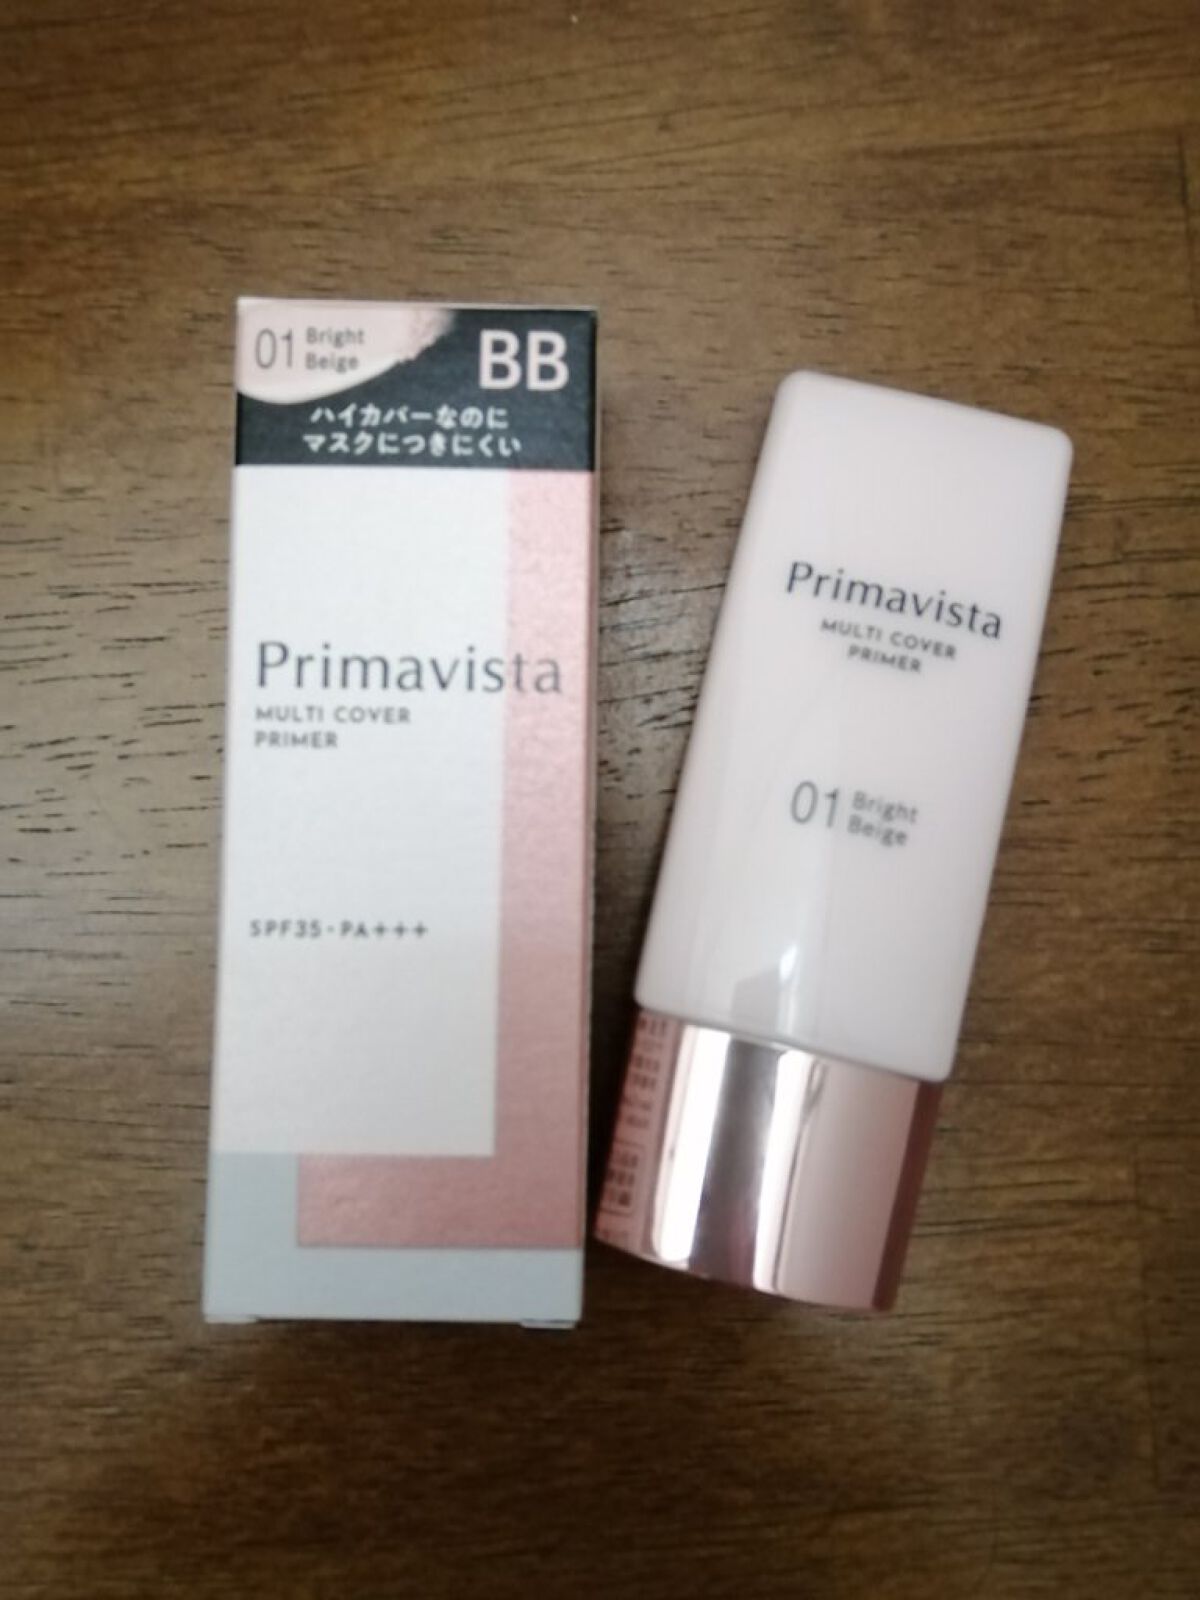 01 Bright
Beige
BB
ハイカバーなのに
マスクにつきにくい
Primavista
MULTI COVER
PRIMER
SPF35・PA+++
Primavista
MULTI COVER
PRIMER
01 Bright
Beige